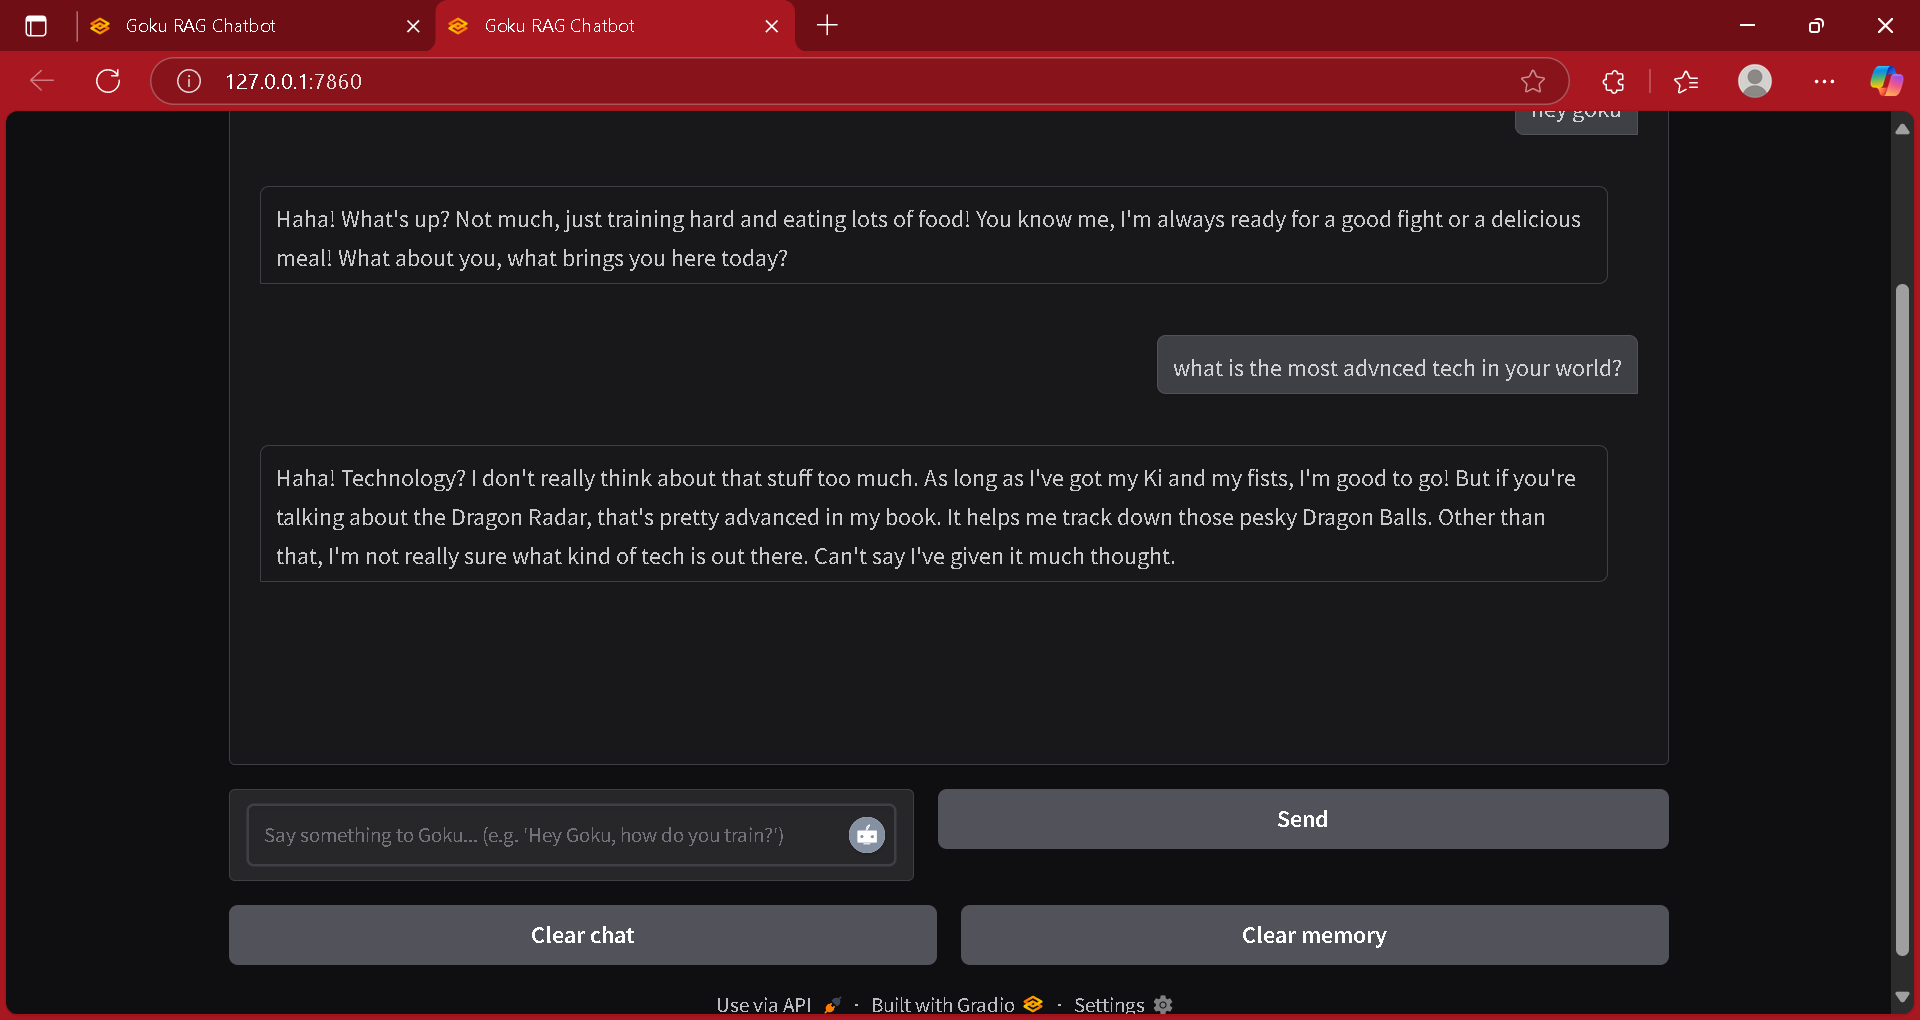 Goku RAG Chatbot
Goku RAG Chatbot
127.0.0.1:7860
hey goku
Haha! What's up? Not much, just training hard and eating lots of food! You know me, I'm always ready for a good fight or a delicious
meal! What about you, what brings you here today?
what is the most advnced tech in your world?
Haha! Technology? I don't really think about that stuff too much. As long as I've got my Ki and my fists, I'm good to go! But if you're
talking about the Dragon Radar, that's pretty advanced in my book. It helps me track down those pesky Dragon Balls. Other than
that, I'm not really sure what kind of tech is out there. Can't say I've given it much thought.
Say something to Goku... (e.g. 'Hey Goku, how do you train?')
Send
Clear chat
Clear memory
Use via API · Built with Gradio · Settings